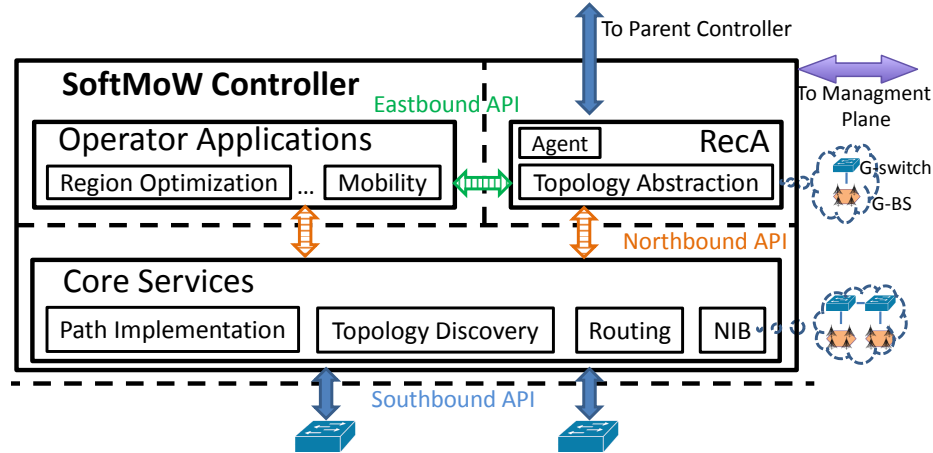 To Parent Controller
SoftMoW Controller
Eastbound API
To Managment
Plane
Operator Applications
Region Optimization
...
Mobility
Agent
RecA
Topology Abstraction
G-switch
G-BS
Northbound API
Core Services
Path Implementation
Topology Discovery
Routing
NIB
Southbound API